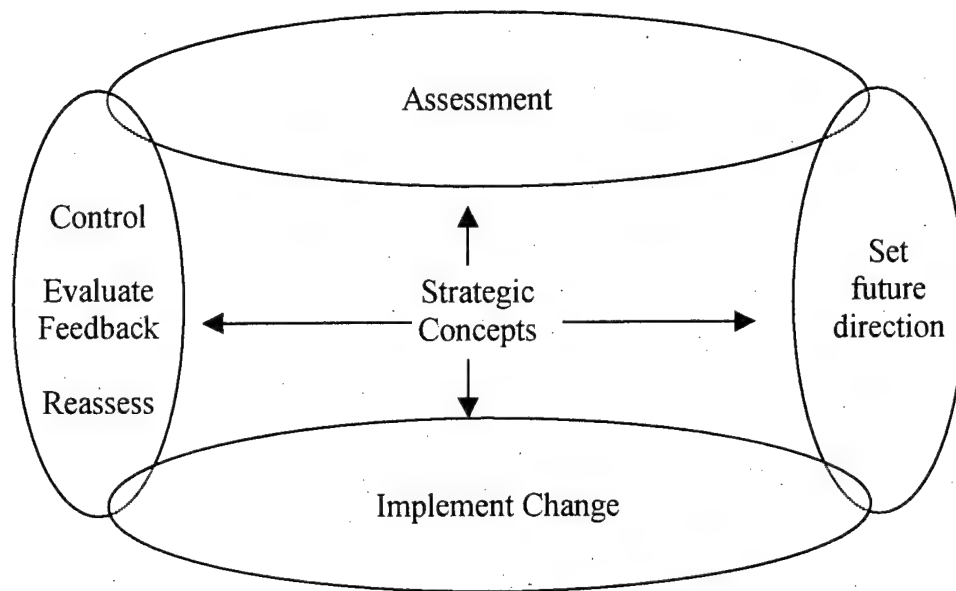 Assessment
Control
Evaluate
Feedback
Reassess
Strategic
Concepts
Set
future
direction
Implement Change